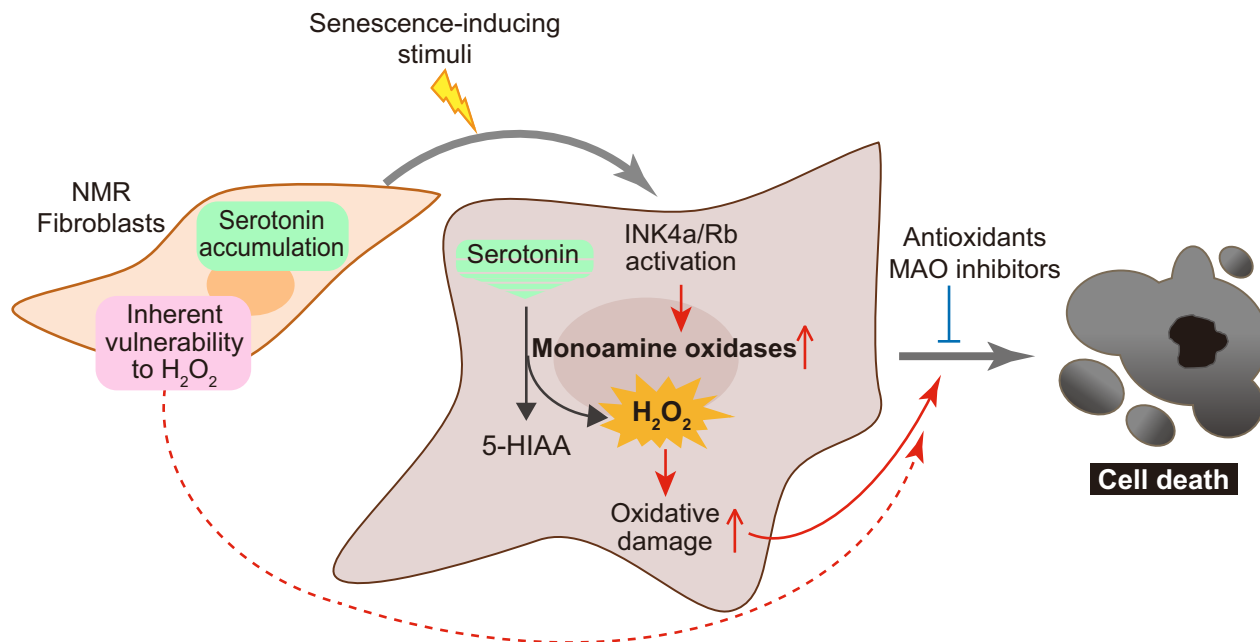 Senescence-inducing
stimuli
NMR
Fibroblasts
Serotonin
accumulation
Inherent
vulnerability
to H₂O₂
Serotonin
INK4a/Rb
activation
Monoamine oxidases
H₂O₂
5-HIAA
Oxidative
damage
Antioxidants
MAO inhibitors
Cell death